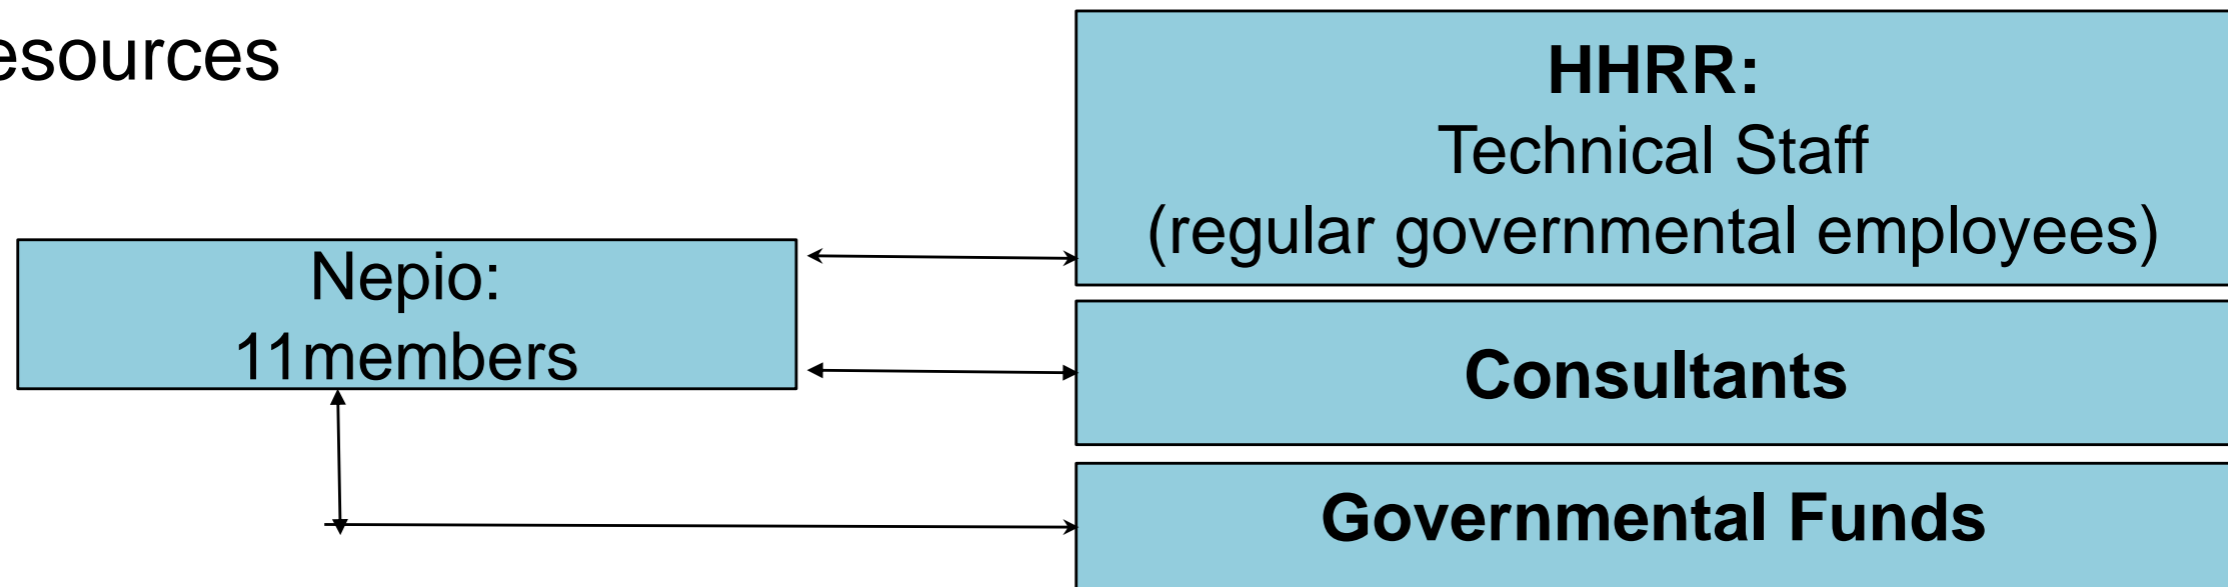 esources
HHRR:
Technical Staff
(regular governmental employees)
Nepio:
11members
Consultants
Governmental Funds